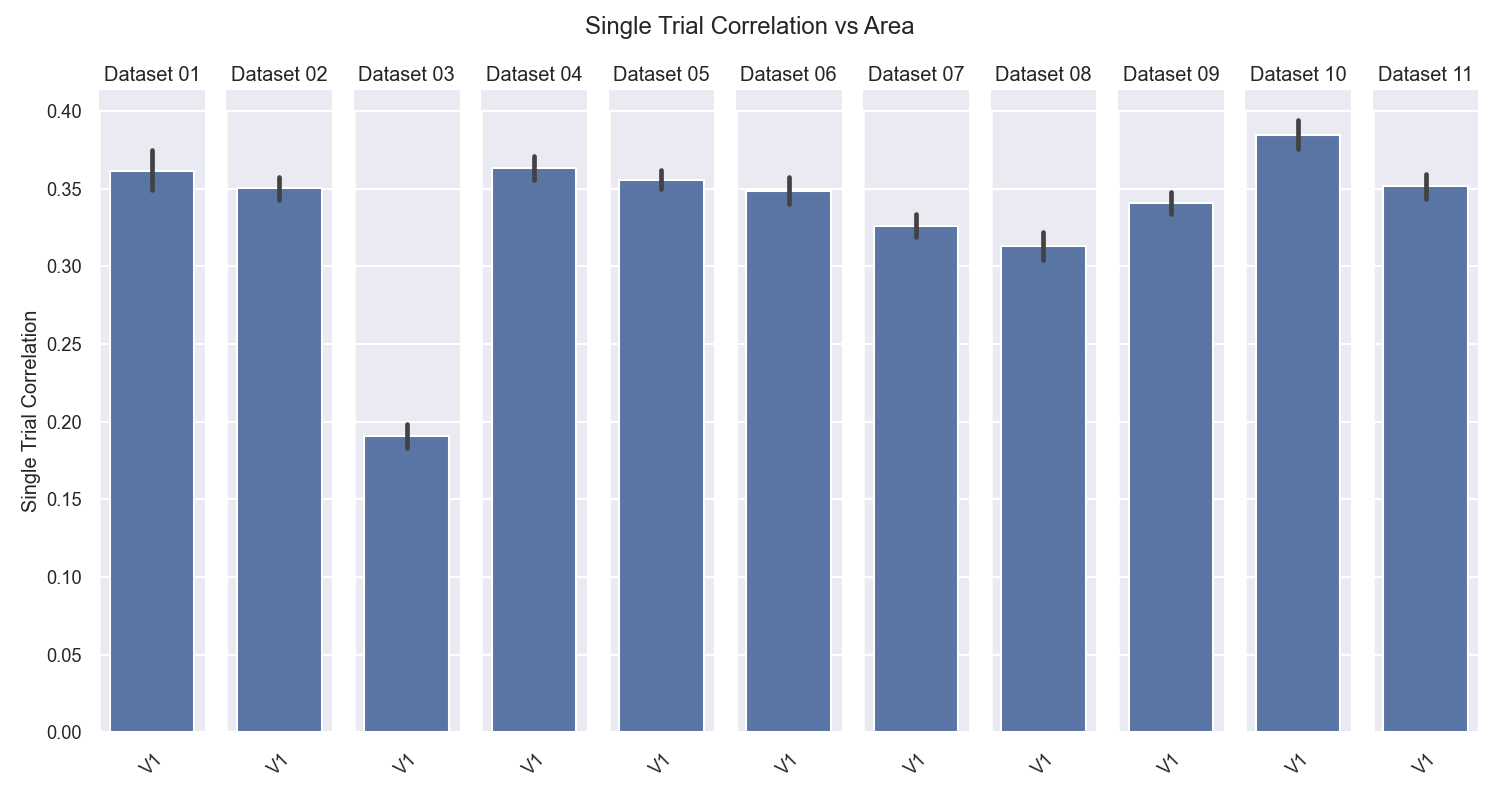 Single Trial Correlation vs Area
Dataset 01
Dataset 02
Dataset 03
Dataset 04
Dataset 05
Dataset 06
Dataset 07
Dataset 08
Dataset 09
Dataset 10
Dataset 11
Single Trial Correlation
0.40
0.35
0.30
0.25
0.20
0.15
0.10
0.05
0.00
V1
V1
V1
V1
V1
V1
V1
V1
V1
V1
V1